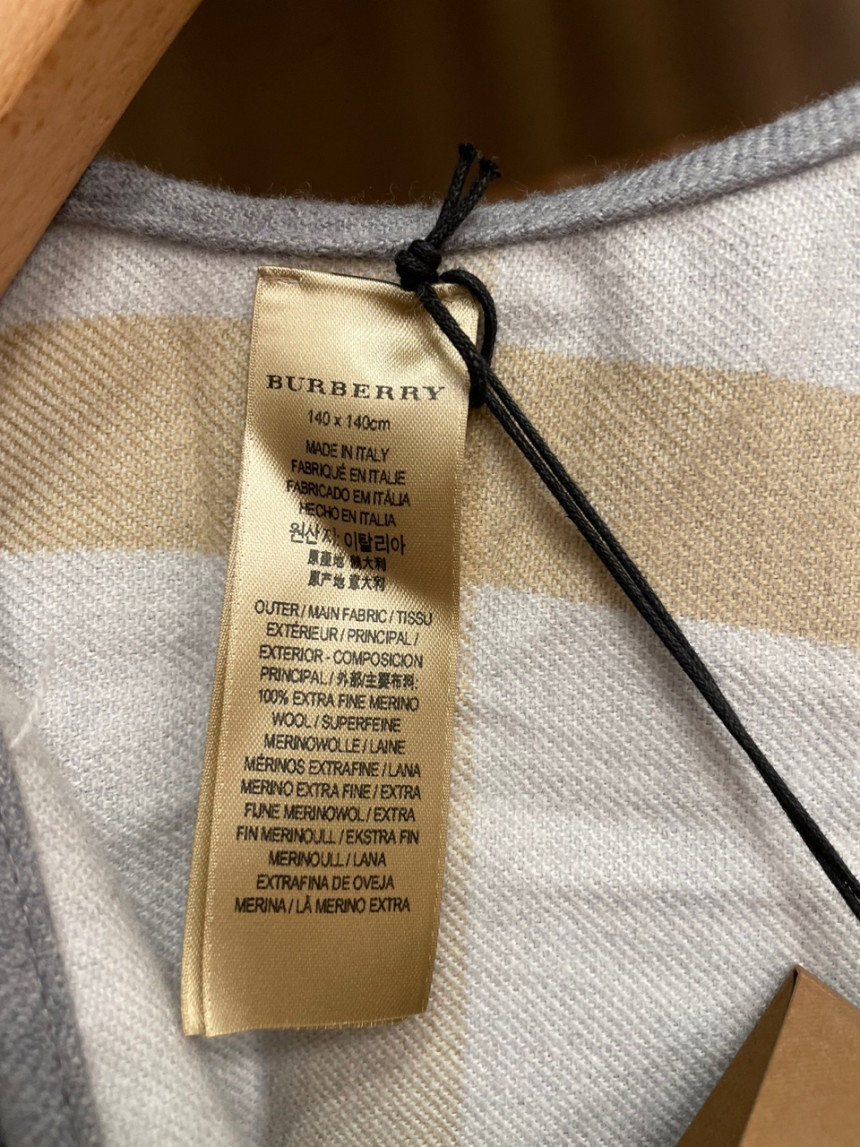 BURBERRY
140 x 140cm
MADE IN ITALY
FABRIQUÉ EN ITALIE
FABRICADO EM ITÁLIA
HECHO EN ITALIA
원산지: 이탈리아
原產地 義大利
原产地 意大利
OUTER / MAIN FABRIC / TISSU
EXTÉRIEUR / PRINCIPAL /
EXTERIOR - COMPOSICION
PRINCIPAL / 外部/主要布料:
100% EXTRA FINE MERINO
WOOL / SUPERFEINE
MERINOWOLLE / LAINE
MÉRINOS EXTRAFINE / LANA
MERINO EXTRA FINE / EXTRA
FIJNE MERINOWOL / EXTRA
FIN MERINOULL / EKSTRA FIN
MERINOULL / LANA
EXTRAFINA DE OVEJA
MERINA / LÃ MERINO EXTRA